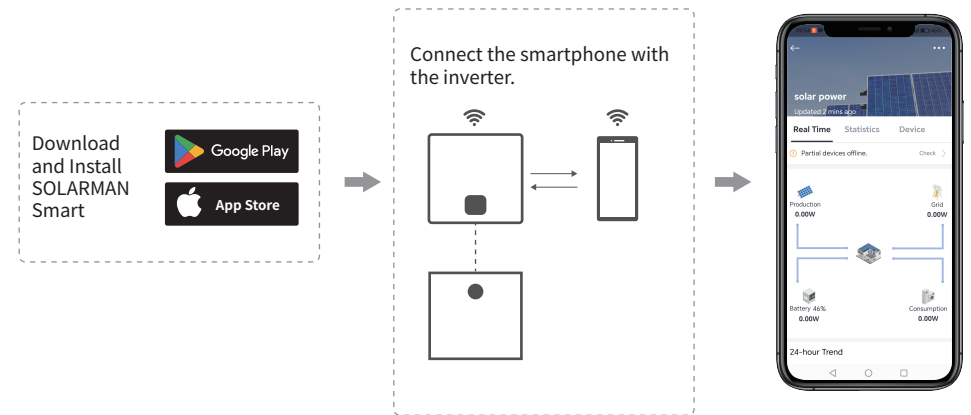 Download
and Install
SOLARMAN
Smart
Google Play
App Store
Connect the smartphone with
the inverter.
solar power
Updated 2 mins ago
Real Time Statistics Device
Partial devices offline. Check
Production
0.00W
Grid
0.00W
Battery 46%
0.00W
Consumption
0.00W
24-hour Trend